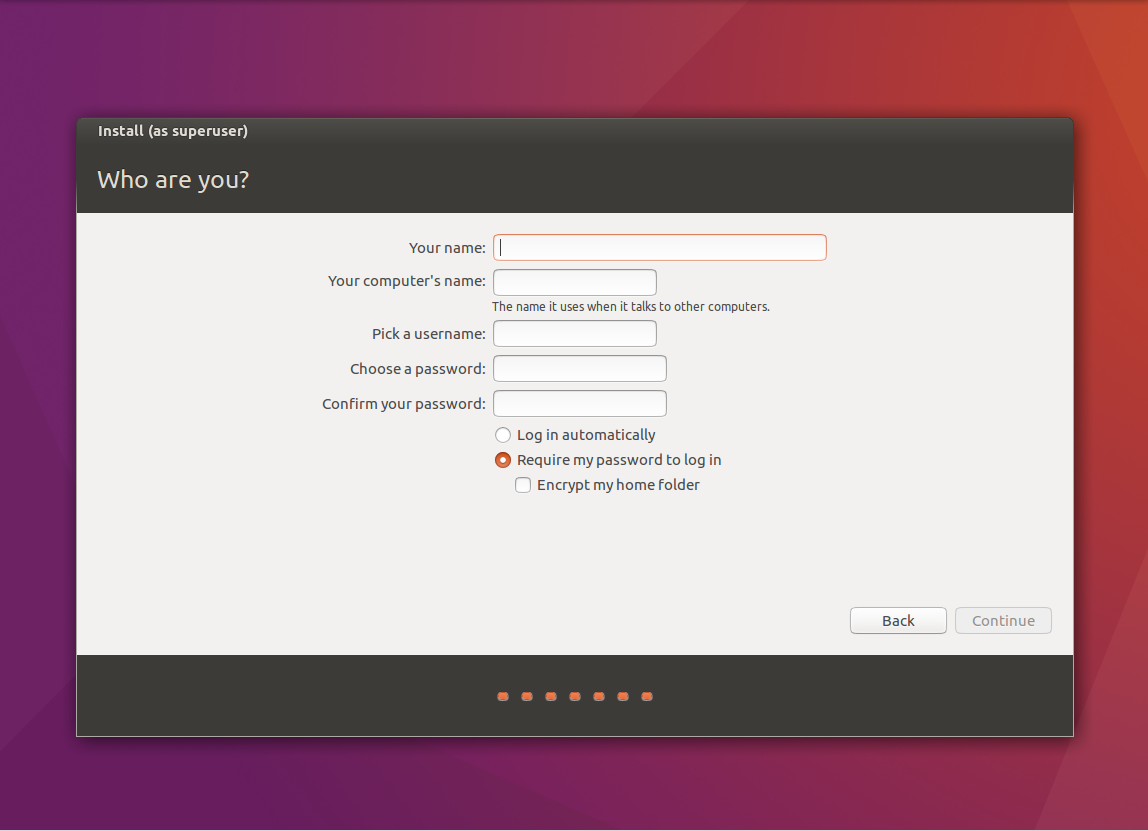 Install (as superuser)
Who are you?
Your name:
Your computer's name:
The name it uses when it talks to other computers.
Pick a username:
Choose a password:
Confirm your password:
Log in automatically
Require my password to log in
Encrypt my home folder
Back Continue